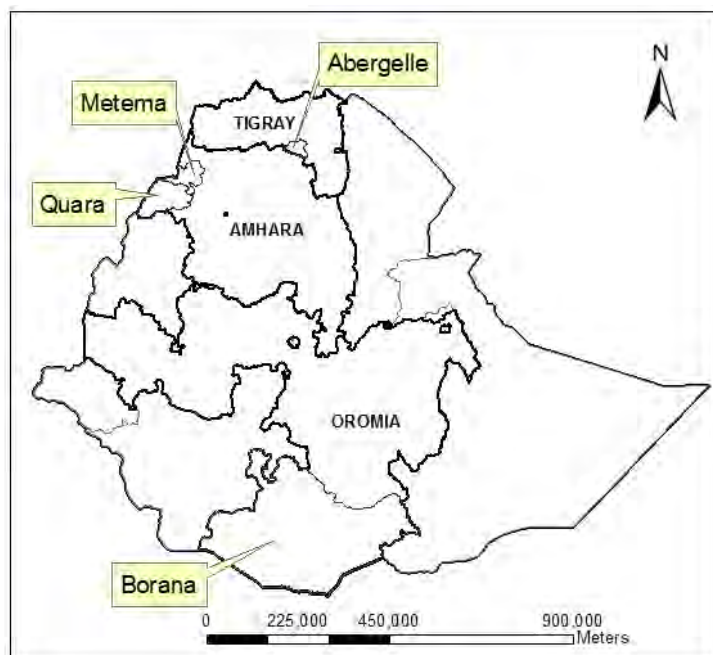 N
Abergelle
Metema
TIGRAY
Quara
AMHARA
OROMIA
Borana
0 225,000 450,000 900,000
Meters